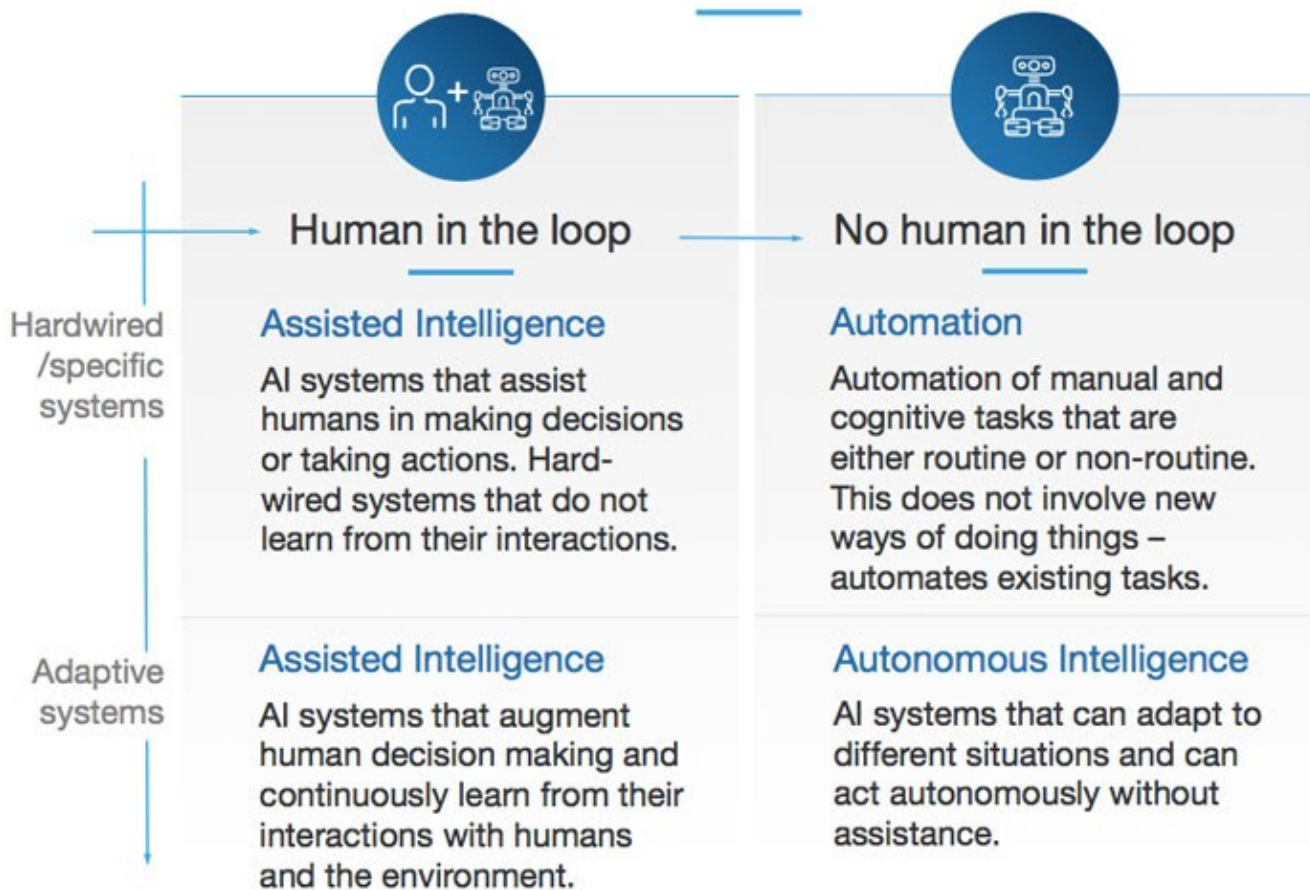 Human in the loop
No human in the loop
Hardwired
/specific
systems
Assisted Intelligence
AI systems that assist
humans in making decisions
or taking actions. Hard-
wired systems that do not
learn from their interactions.
Automation
Automation of manual and
cognitive tasks that are
either routine or non-routine.
This does not involve new
ways of doing things –
automates existing tasks.
Adaptive
systems
Assisted Intelligence
AI systems that augment
human decision making and
continuously learn from their
interactions with humans
and the environment.
Autonomous Intelligence
AI systems that can adapt to
different situations and can
act autonomously without
assistance.